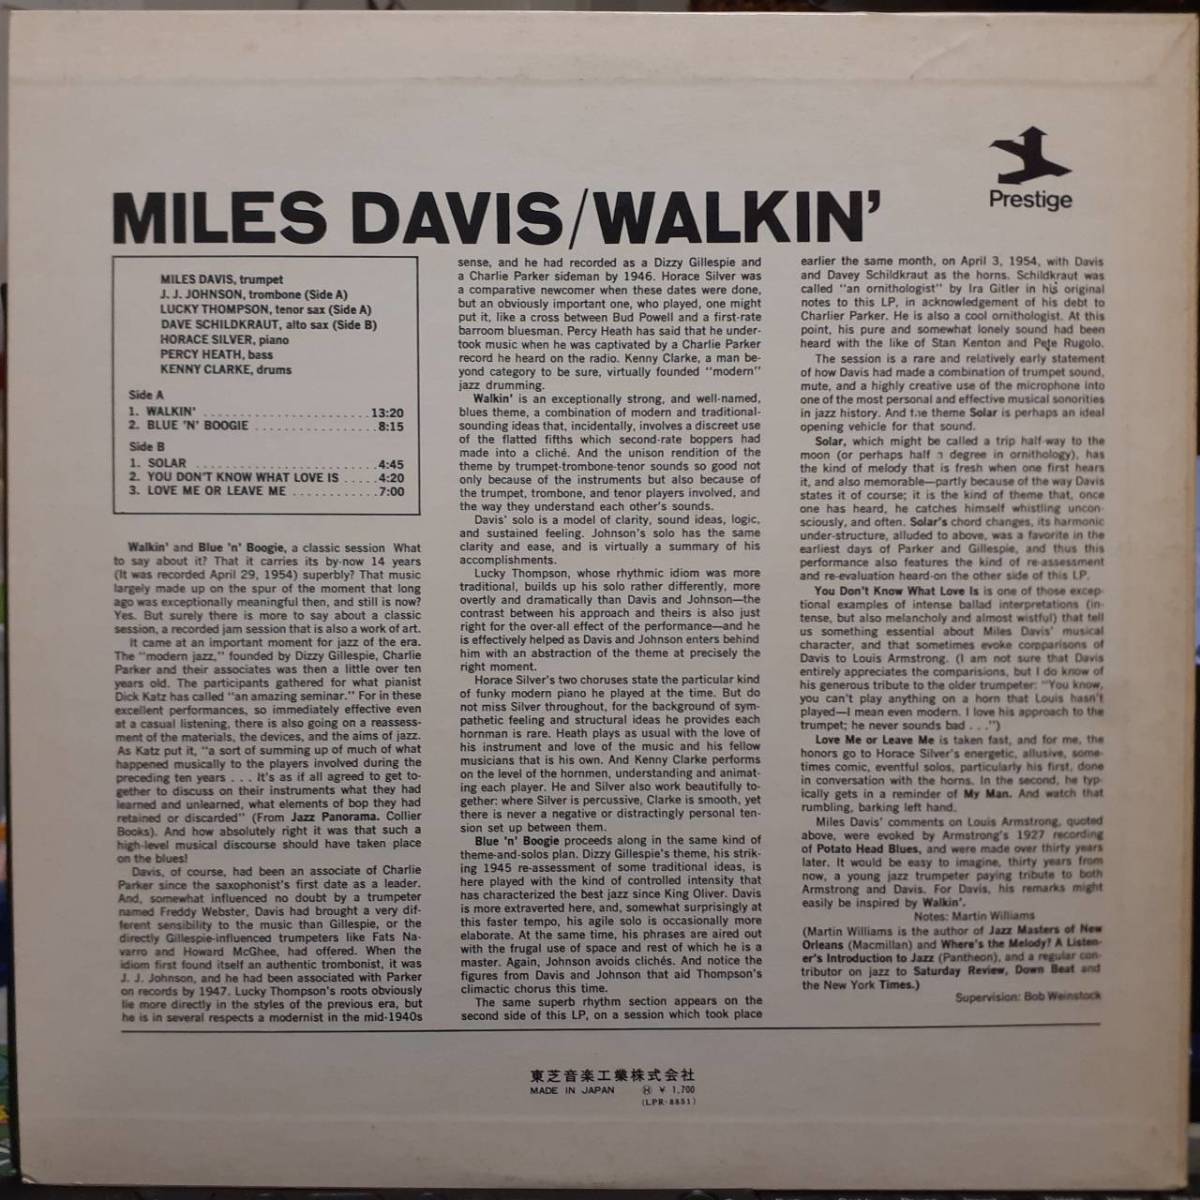 Prestige
MILES DAVIS/WALKIN'
MILES DAVIS, trumpet
J. J. JOHNSON, trombone (Side A)
LUCKY THOMPSON, tenor sax (Side A)
DAVE SCHILDKRAUT, alto sax (Side B)
HORACE SILVER, piano
PERCY HEATH, bass
KENNY CLARKE, drums
Side A
1. WALKIN' ........................ 13:20
2. BLUE 'N' BOOGIE .................. 8:15
Side B
1. SOLAR .......................... 4:45
2. YOU DON'T KNOW WHAT LOVE IS ..... 4:20
3. LOVE ME OR LEAVE ME ............ 7:00
Walkin' and Blue 'n' Boogie, a classic session What
to say about it? That it carries its by-now 14 years
(It was recorded April 29, 1954) superbly? That music
largely made up on the spur of the moment that long
ago was exceptionally meaningful then, and still is now?
Yes. But surely there is more to say about a classic
session, a recorded jam session that is also a work of art.
It came at an important moment for jazz of the era.
The "modern jazz," founded by Dizzy Gillespie, Charlie
Parker and their associates was then a little over ten
years old. The participants gathered for what pianist
Dick Katz has called "an amazing seminar." For in these
excellent performances, so immediately effective even
at a casual listening, there is also going on a reassess-
ment of the materials, the devices, and the aims of jazz.
As Katz put it, "a sort of summing up of much of what
happened musically to the players involved during the
preceding ten years . . . It's as if all agreed to get to-
gether to discuss on their instruments what they had
learned and unlearned, what elements of bop they had
retained or discarded" (From Jazz Panorama. Collier
Books). And how absolutely right it was that such a
high-level musical discourse should have taken place
on the blues!
Davis, of course, had been an associate of Charlie
Parker since the saxophonist's first date as a leader.
And, somewhat influenced no doubt by a trumpeter
named Freddy Webster, Davis had brought a very dif-
ferent sensibility to the music than Gillespie, or the
directly Gillespie-influenced trumpeters like Fats Na-
varro and Howard McGhee, had offered. When the
idiom first found itself an authentic trombonist, it was
J. J. Johnson, and he had been associated with Parker
on records by 1947. Lucky Thompson's roots obviously
lie more directly in the styles of the previous era, but
he is in several respects a modernist in the mid-1940s
sense, and he had recorded as a Dizzy Gillespie and
a Charlie Parker sideman by 1946. Horace Silver was
a comparative newcomer when these dates were done,
but an obviously important one, who played, one might
put it, like a cross between Bud Powell and a first-rate
barroom bluesman. Percy Heath has said that he under-
took music when he was captivated by a Charlie Parker
record he heard on the radio. Kenny Clarke, a man be-
yond category to be sure, virtually founded "modern"
jazz drumming.
Walkin' is an exceptionally strong, and well-named,
blues theme, a combination of modern and traditional-
sounding ideas that, incidentally, involves a discreet use
of the flatted fifths which second-rate boppers had
made into a cliché. And the unison rendition of the
theme by trumpet-trombone-tenor sounds so good not
only because of the instruments but also because of
the trumpet, trombone, and tenor players involved, and
the way they understand each other's sounds.
Davis' solo is a model of clarity, sound ideas, logic,
and sustained feeling. Johnson's solo has the same
clarity and ease, and is virtually a summary of his
accomplishments.
Lucky Thompson, whose rhythmic idiom was more
traditional, builds up his solo rather differently, more
overtly and dramatically than Davis and Johnson—the
contrast between his approach and theirs is also just
right for the over-all effect of the performance—and he
is effectively helped as Davis and Johnson enters behind
him with an abstraction of the theme at precisely the
right moment.
Horace Silver's two choruses state the particular kind
of funky modern piano he played at the time. But do
not miss Silver throughout, for the background of sym-
pathetic feeling and structural ideas he provides each
hornman is rare. Heath plays as usual with the love of
his instrument and love of the music and his fellow
musicians that is his own. And Kenny Clarke performs
on the level of the hornmen, understanding and animat-
ing each player. He and Silver also work beautifully to-
gether: where Silver is percussive, Clarke is smooth, yet
there is never a negative or distractingly personal ten-
sion set up between them.
Blue 'n' Boogie proceeds along in the same kind of
theme-and-solos plan. Dizzy Gillespie's theme, his strik-
ing 1945 re-assessment of some traditional ideas, is
here played with the kind of controlled intensity that
has characterized the best jazz since King Oliver. Davis
is more extraverted here, and, somewhat surprisingly at
this faster tempo, his agile solo is occasionally more
elaborate. At the same time, his phrases are aired out
with the frugal use of space and rest of which he is a
master. Again, Johnson avoids clichés. And notice the
figures from Davis and Johnson that aid Thompson's
climactic chorus this time.
The same superb rhythm section appears on the
second side of this LP, on a session which took place
earlier the same month, on April 3, 1954, with Davis
and Davey Schildkraut as the horns. Schildkraut was
called "an ornithologist" by Ira Gitler in his original
notes to this LP, in acknowledgement of his debt to
Charlier Parker. He is also a cool ornithologist. At this
point, his pure and somewhat lonely sound had been
heard with the like of Stan Kenton and Pete Rugolo.
The session is a rare and relatively early statement
of how Davis had made a combination of trumpet sound,
mute, and a highly creative use of the microphone into
one of the most personal and effective musical sonorities
in jazz history. And the theme Solar is perhaps an ideal
opening vehicle for that sound.
Solar, which might be called a trip half-way to the
moon (or perhaps half a degree in ornithology), has
the kind of melody that is fresh when one first hears
it, and also memorable—partly because of the way Davis
states it of course; it is the kind of theme that, once
one has heard, he catches himself whistling uncon-
sciously, and often. Solar's chord changes, its harmonic
under-structure, alluded to above, was a favorite in the
earliest days of Parker and Gillespie, and thus this
performance also features the kind of re-assessment
and re-evaluation heard-on the other side of this LP.
You Don't Know What Love Is is one of those excep-
tional examples of intense ballad interpretations (in-
tense, but also melancholy and almost wistful) that tell
us something essential about Miles Davis' musical
character, and that sometimes evoke comparisons of
Davis to Louis Armstrong. (I am not sure that Davis
entirely appreciates the comparisions, but I do know of
his generous tribute to the older trumpeter: "You know,
you can't play anything on a horn that Louis hasn't
played—I mean even modern. I love his approach to the
trumpet; he never sounds bad . . .")
Love Me or Leave Me is taken fast, and for me, the
honors go to Horace Silver's energetic, allusive, some-
times comic, eventful solos, particularly his first, done
in conversation with the horns. In the second, he typ-
ically gets in a reminder of My Man. And watch that
rumbling, barking left hand.
Miles Davis' comments on Louis Armstrong, quoted
above, were evoked by Armstrong's 1927 recording
of Potato Head Blues, and were made over thirty years
later. It would be easy to imagine, thirty years from
now, a young jazz trumpeter paying tribute to both
Armstrong and Davis. For Davis, his remarks might
easily be inspired by Walkin'.
Notes: Martin Williams
(Martin Williams is the author of Jazz Masters of New
Orleans (Macmillan) and Where's the Melody? A Listen-
er's Introduction to Jazz (Pantheon), and a regular con-
tributor on jazz to Saturday Review, Down Beat and
the New York Times.)
Supervision: Bob Weinstock
東芝音楽工業株式会社
MADE IN JAPAN Ⓗ ¥ 1,700
(LPR-8851)